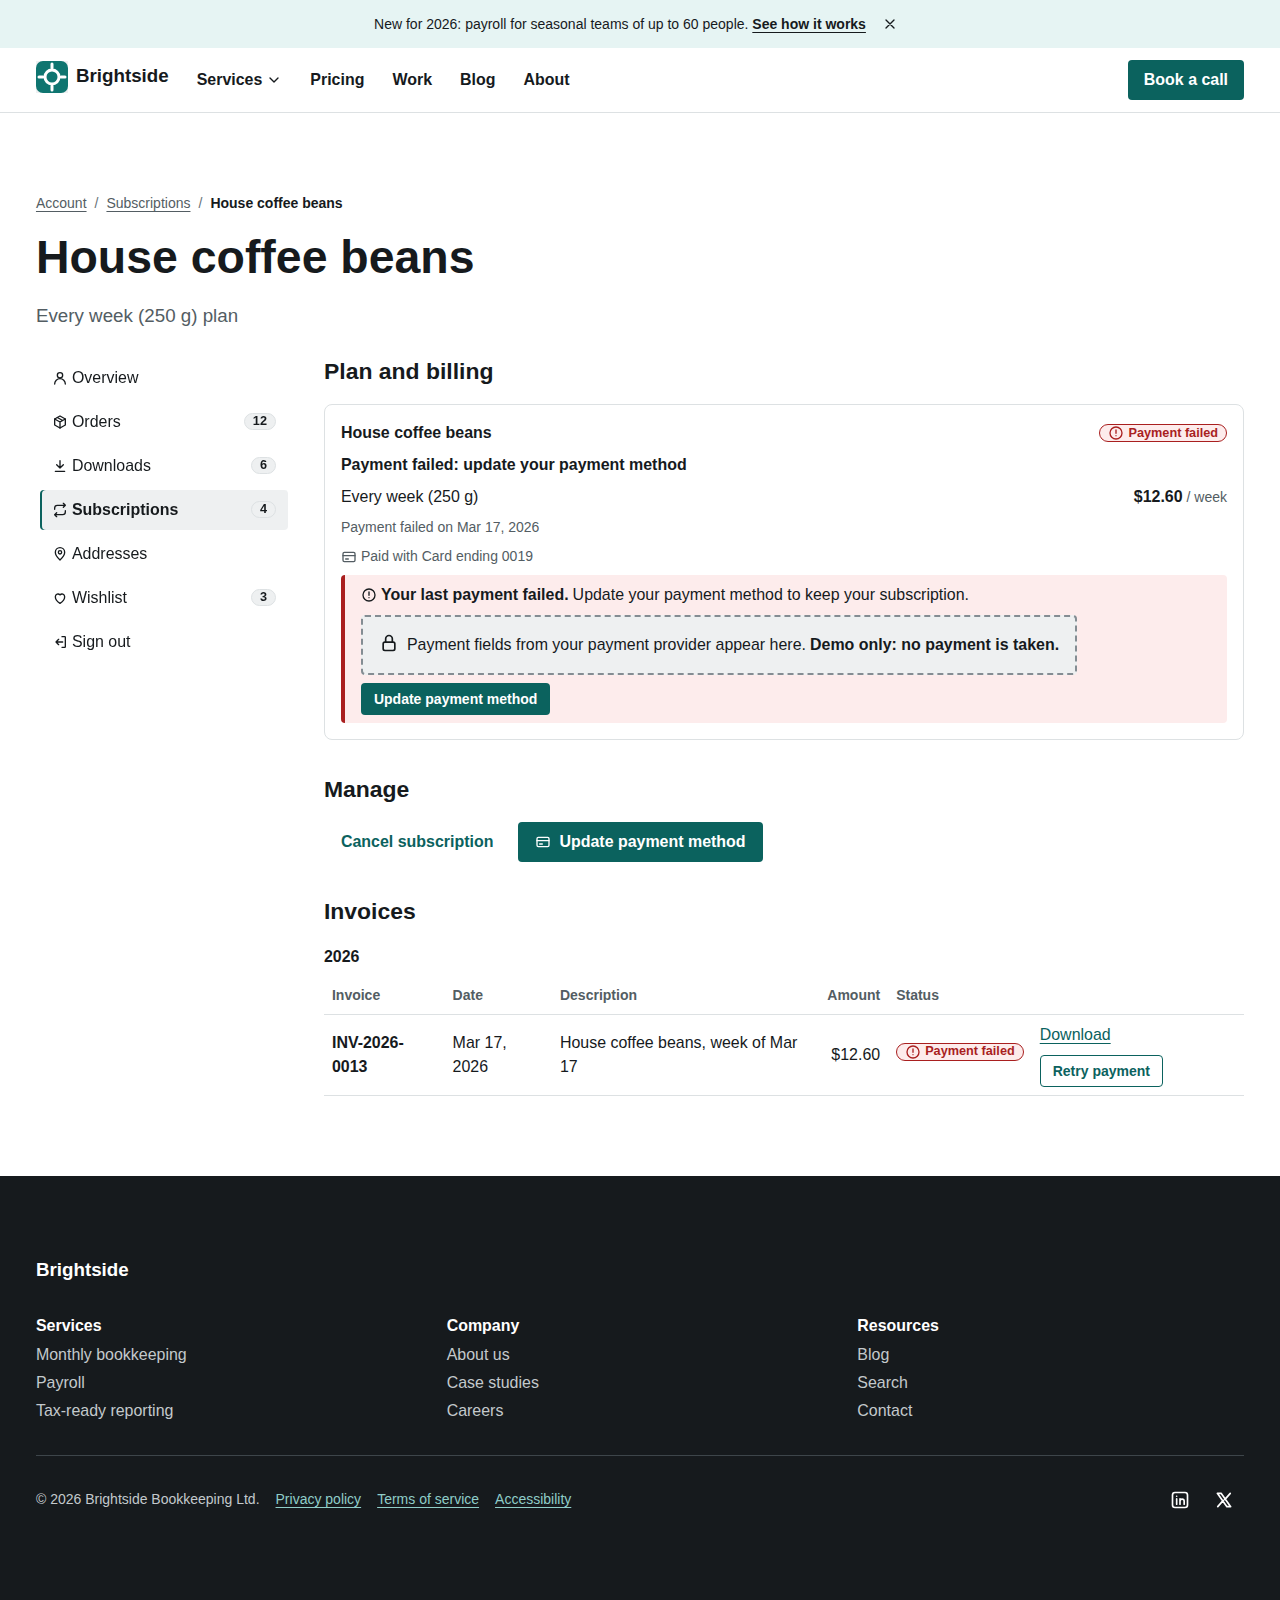 New for 2026: payroll for seasonal teams of up to 60 people. See how it works
Brightside
Services
Pricing
Work
Blog
About
Book a call
Account / Subscriptions / House coffee beans
House coffee beans
Every week (250 g) plan
Overview
Orders 12
Downloads 6
Subscriptions 4
Addresses
Wishlist 3
Sign out
Plan and billing
House coffee beans
Payment failed
Payment failed: update your payment method
Every week (250 g)
$12.60 / week
Payment failed on Mar 17, 2026
Paid with Card ending 0019
Your last payment failed. Update your payment method to keep your subscription.
Payment fields from your payment provider appear here. Demo only: no payment is taken.
Update payment method
Manage
Cancel subscription
Update payment method
Invoices
2026
Invoice Date Description Amount Status
INV-2026-0013
Mar 17, 2026
House coffee beans, week of Mar 17
$12.60
Payment failed
Download
Retry payment
Brightside
Services
Monthly bookkeeping
Payroll
Tax-ready reporting
Company
About us
Case studies
Careers
Resources
Blog
Search
Contact
© 2026 Brightside Bookkeeping Ltd. Privacy policy Terms of service Accessibility